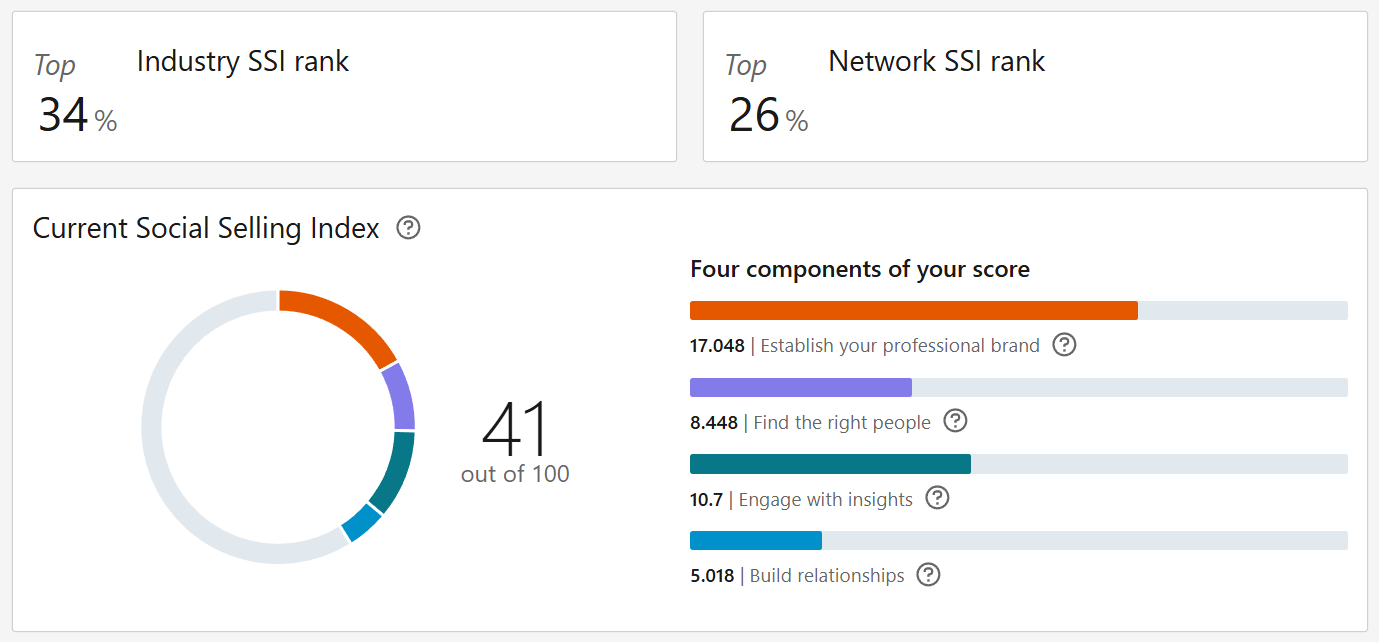 Top
Industry SSI rank
34 %
Top
Network SSI rank
26 %
Current Social Selling Index ?
41
out of 100
Four components of your score
17.048 | Establish your professional brand ?
8.448 | Find the right people ?
10.7 | Engage with insights ?
5.018 | Build relationships ?